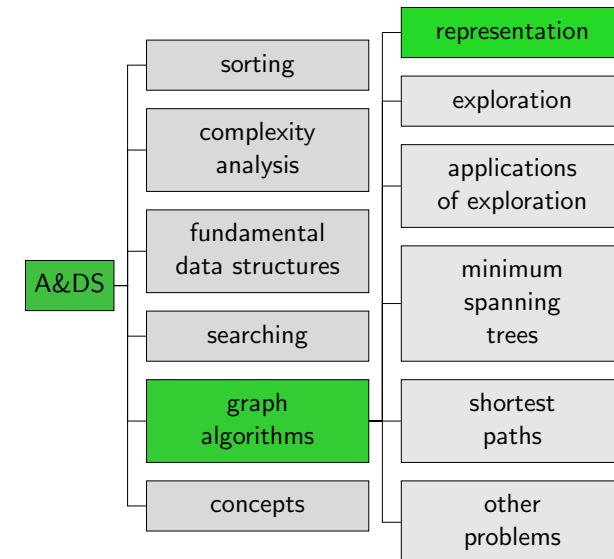 A&DS
sorting
complexity
analysis
fundamental
data structures
searching
graph
algorithms
concepts
representation
exploration
applications
of exploration
minimum
spanning
trees
shortest
paths
other
problems